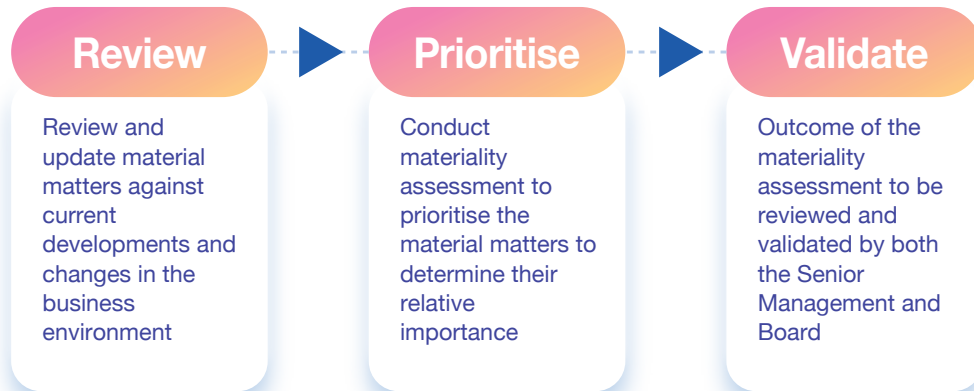 Review
Review and
update material
matters against
current
developments and
changes in the
business
environment
Prioritise
Conduct
materiality
assessment to
prioritise the
material matters to
determine their
relative
importance
Validate
Outcome of the
materiality
assessment to be
reviewed and
validated by both
the Senior
Management and
Board